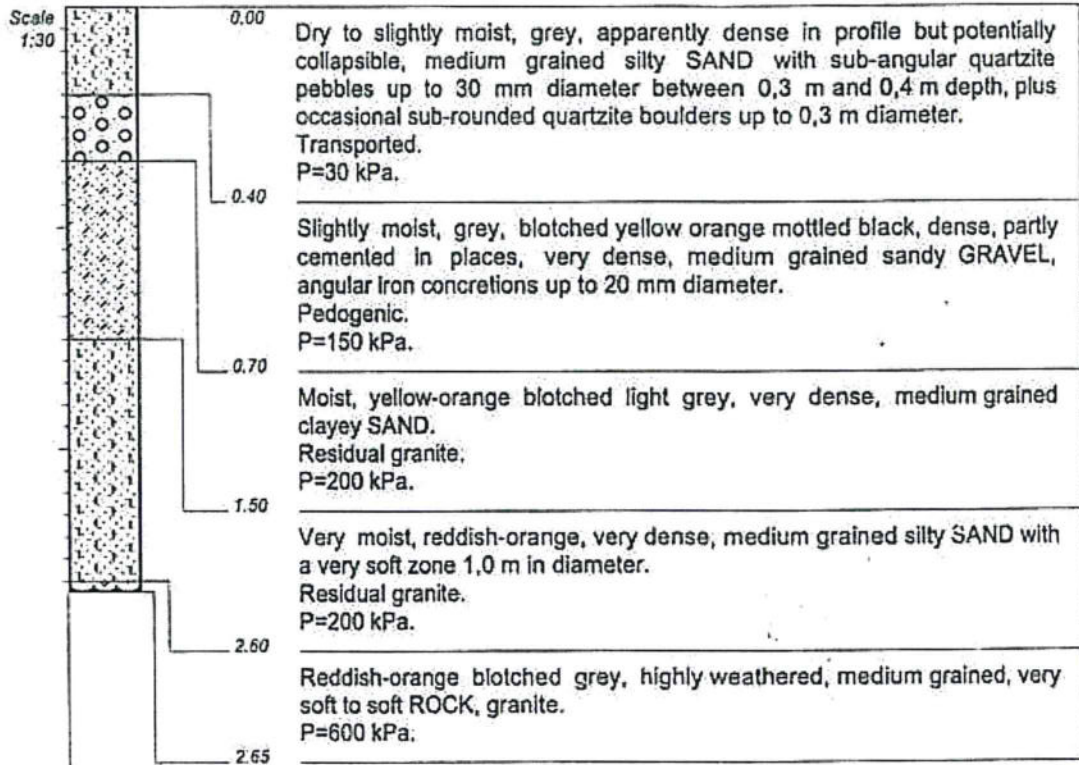 Scale
1:30
0.00
Dry to slightly moist, grey, apparently dense in profile but potentially
collapsible, medium grained silty SAND with sub-angular quartzite
pebbles up to 30 mm diameter between 0,3 m and 0,4 m depth, plus
occasional sub-rounded quartzite boulders up to 0,3 m diameter.
Transported.
P=30 kPa.
0.40
Slightly moist, grey, blotched yellow orange mottled black, dense, partly
cemented in places, very dense, medium grained sandy GRAVEL,
angular iron concretions up to 20 mm diameter.
Pedogenic.
P=150 kPa.
0.70
Moist, yellow-orange blotched light grey, very dense, medium grained
clayey SAND.
Residual granite.
P=200 kPa.
1.50
Very moist, reddish-orange, very dense, medium grained silty SAND with
a very soft zone 1,0 m in diameter.
Residual granite.
P=200 kPa.
2.60
Reddish-orange blotched grey, highly weathered, medium grained, very
soft to soft ROCK, granite.
P=600 kPa.
2.65